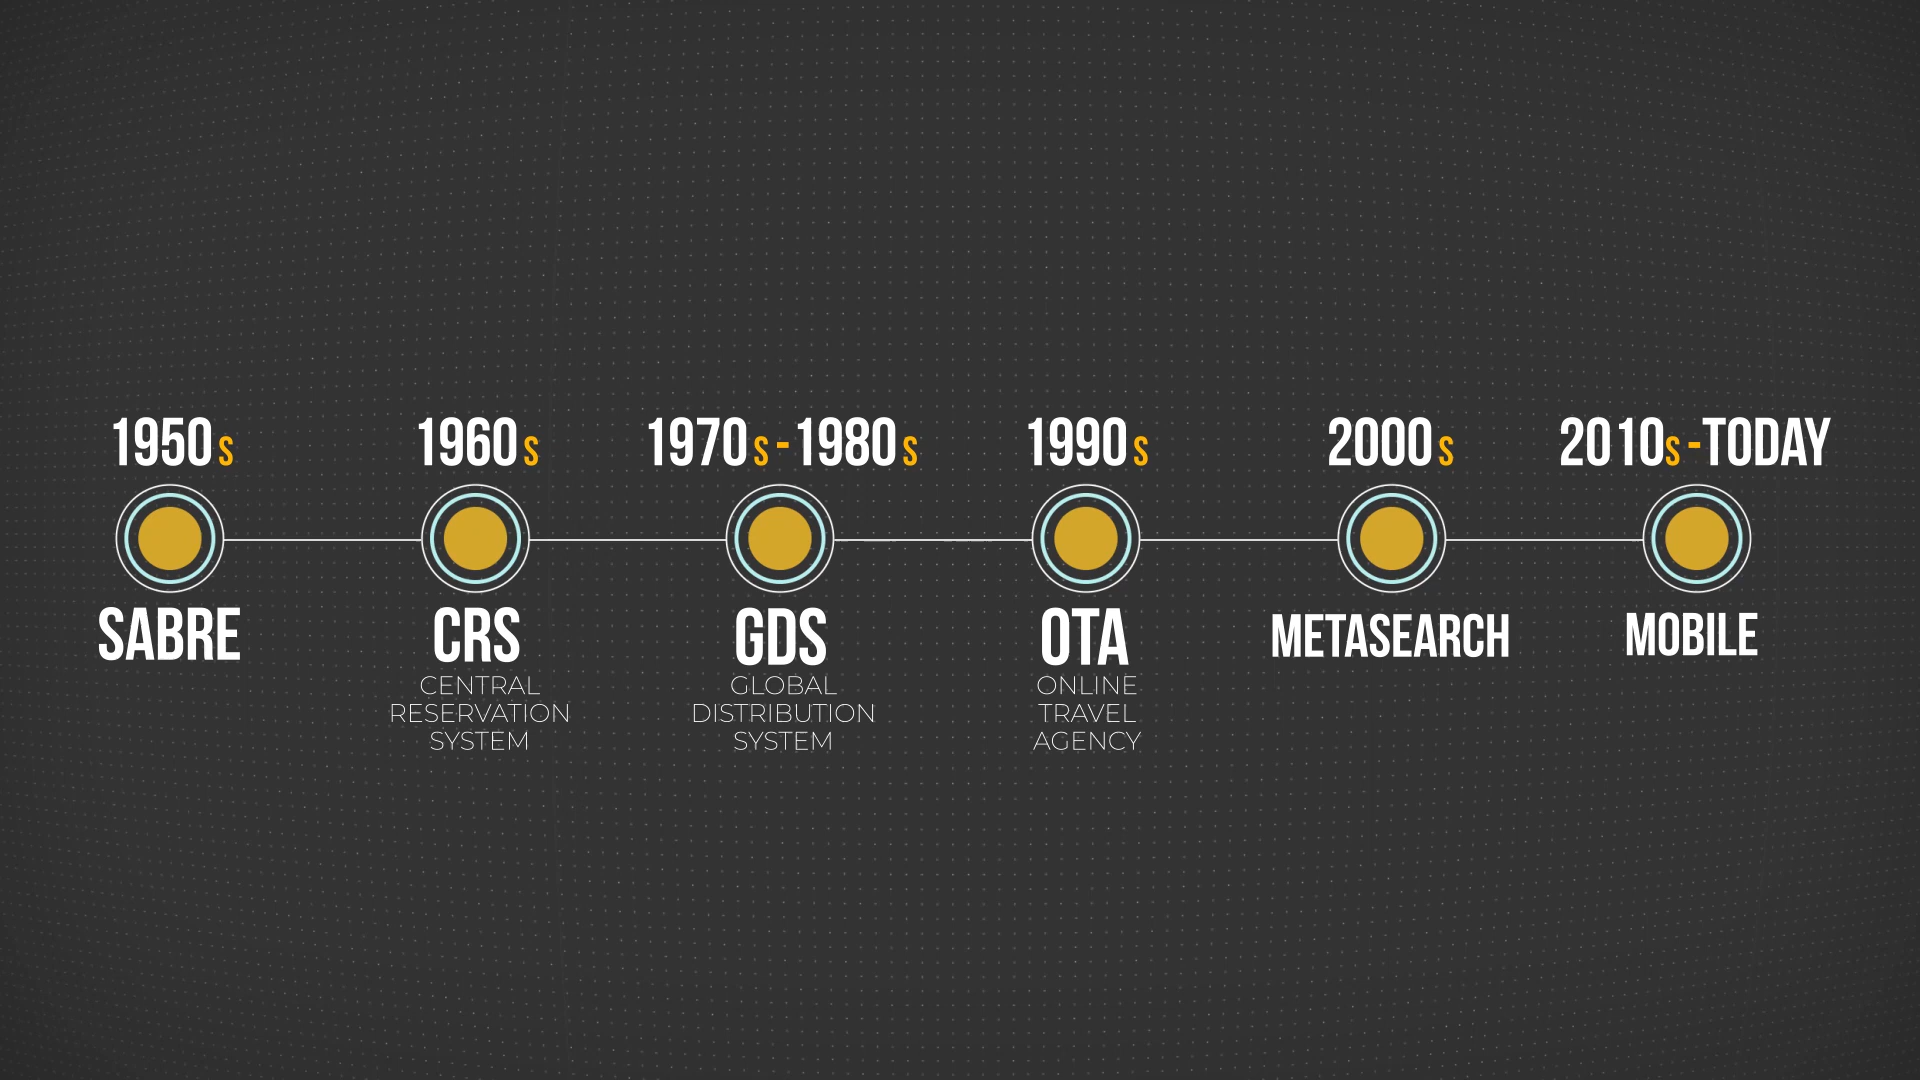 1950s
1960s
1970s-1980s
1990s
2000s
2010s-TODAY
SABRE
CRS
CENTRAL
RESERVATION
SYSTEM
GDS
GLOBAL
DISTRIBUTION
SYSTEM
OTA
ONLINE
TRAVEL
AGENCY
METASEARCH
MOBILE